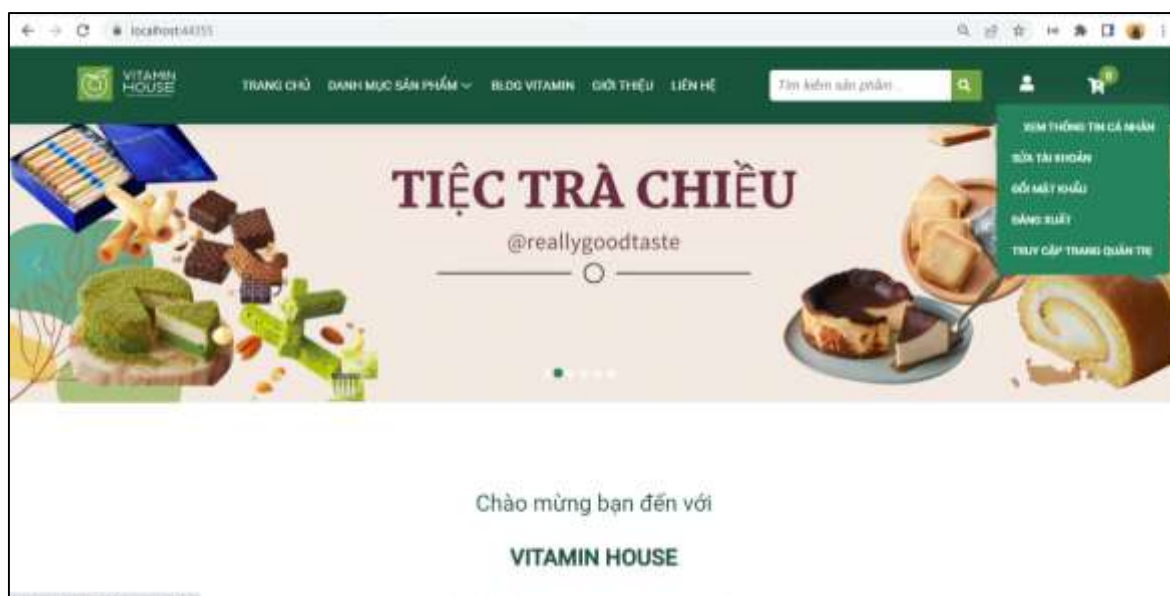 localhost:44355
VITAMIN
HOUSE
TRANG CHỦ
DANH MỤC SẢN PHẨM
BLOG VITAMIN
GIỚI THIỆU
LIÊN HỆ
Tìm kiếm sản phẩm...
0
XEM THÔNG TIN CÁ NHÂN
SỬA TÀI KHOẢN
ĐỔI MẬT KHẨU
ĐĂNG XUẤT
TRUY CẬP TRANG QUẢN TRỊ
TIỆC TRÀ CHIỀU
@reallygoodtaste
Chào mừng bạn đến với
VITAMIN HOUSE